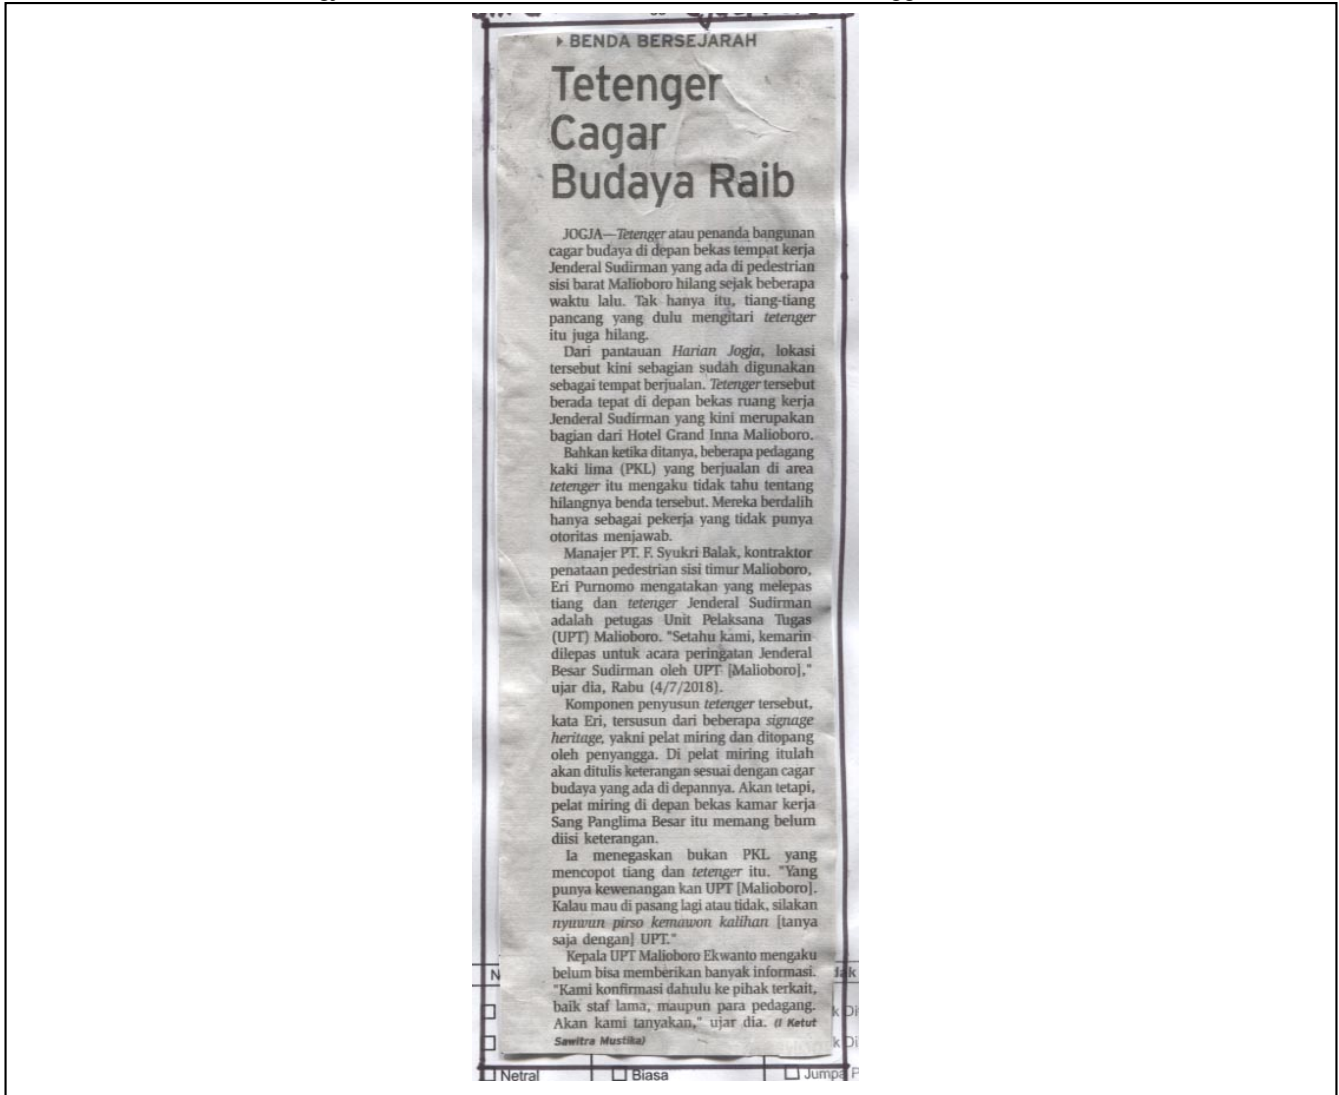 ▸ BENDA BERSEJARAH
Tetenger
Cagar
Budaya Raib
JOGJA—Tetenger atau penanda bangunan
cagar budaya di depan bekas tempat kerja
Jenderal Sudirman yang ada di pedestrian
sisi barat Malioboro hilang sejak beberapa
waktu lalu. Tak hanya itu, tiang-tiang
pancang yang dulu mengitari tetenger
itu juga hilang.
Dari pantauan Harian Jogja, lokasi
tersebut kini sebagian sudah digunakan
sebagai tempat berjualan. Tetenger tersebut
berada tepat di depan bekas ruang kerja
Jenderal Sudirman yang kini merupakan
bagian dari Hotel Grand Inna Malioboro.
Bahkan ketika ditanya, beberapa pedagang
kaki lima (PKL) yang berjualan di area
tetenger itu mengaku tidak tahu tentang
hilangnya benda tersebut. Mereka berdalih
hanya sebagai pekerja yang tidak punya
otoritas menjawab.
Manajer PT. F. Syukri Balak, kontraktor
penataan pedestrian sisi timur Malioboro,
Eri Purnomo mengatakan yang melepas
tiang dan tetenger Jenderal Sudirman
adalah petugas Unit Pelaksana Tugas
(UPT) Malioboro. "Setahu kami, kemarin
dilepas untuk acara peringatan Jenderal
Besar Sudirman oleh UPT [Malioboro],"
ujar dia, Rabu (4/7/2018).
Komponen penyusun tetenger tersebut,
kata Eri, tersusun dari beberapa signage
heritage, yakni pelat miring dan ditopang
oleh penyangga. Di pelat miring itulah
akan ditulis keterangan sesuai dengan cagar
budaya yang ada di depannya. Akan tetapi,
pelat miring di depan bekas kamar kerja
Sang Panglima Besar itu memang belum
diisi keterangan.
Ia menegaskan bukan PKL yang
mencopot tiang dan tetenger itu. "Yang
punya kewenangan kan UPT [Malioboro].
Kalau mau di pasang lagi atau tidak, silakan
nyuwun pirso kemawon kalihan [tanya
saja dengan] UPT."
Kepala UPT Malioboro Ekwanto mengaku
belum bisa memberikan banyak informasi.
"Kami konfirmasi dahulu ke pihak terkait,
baik staf lama, maupun para pedagang.
Akan kami tanyakan," ujar dia. (I Ketut
Sawitra Mustika)
Netral Biasa Jumpa P